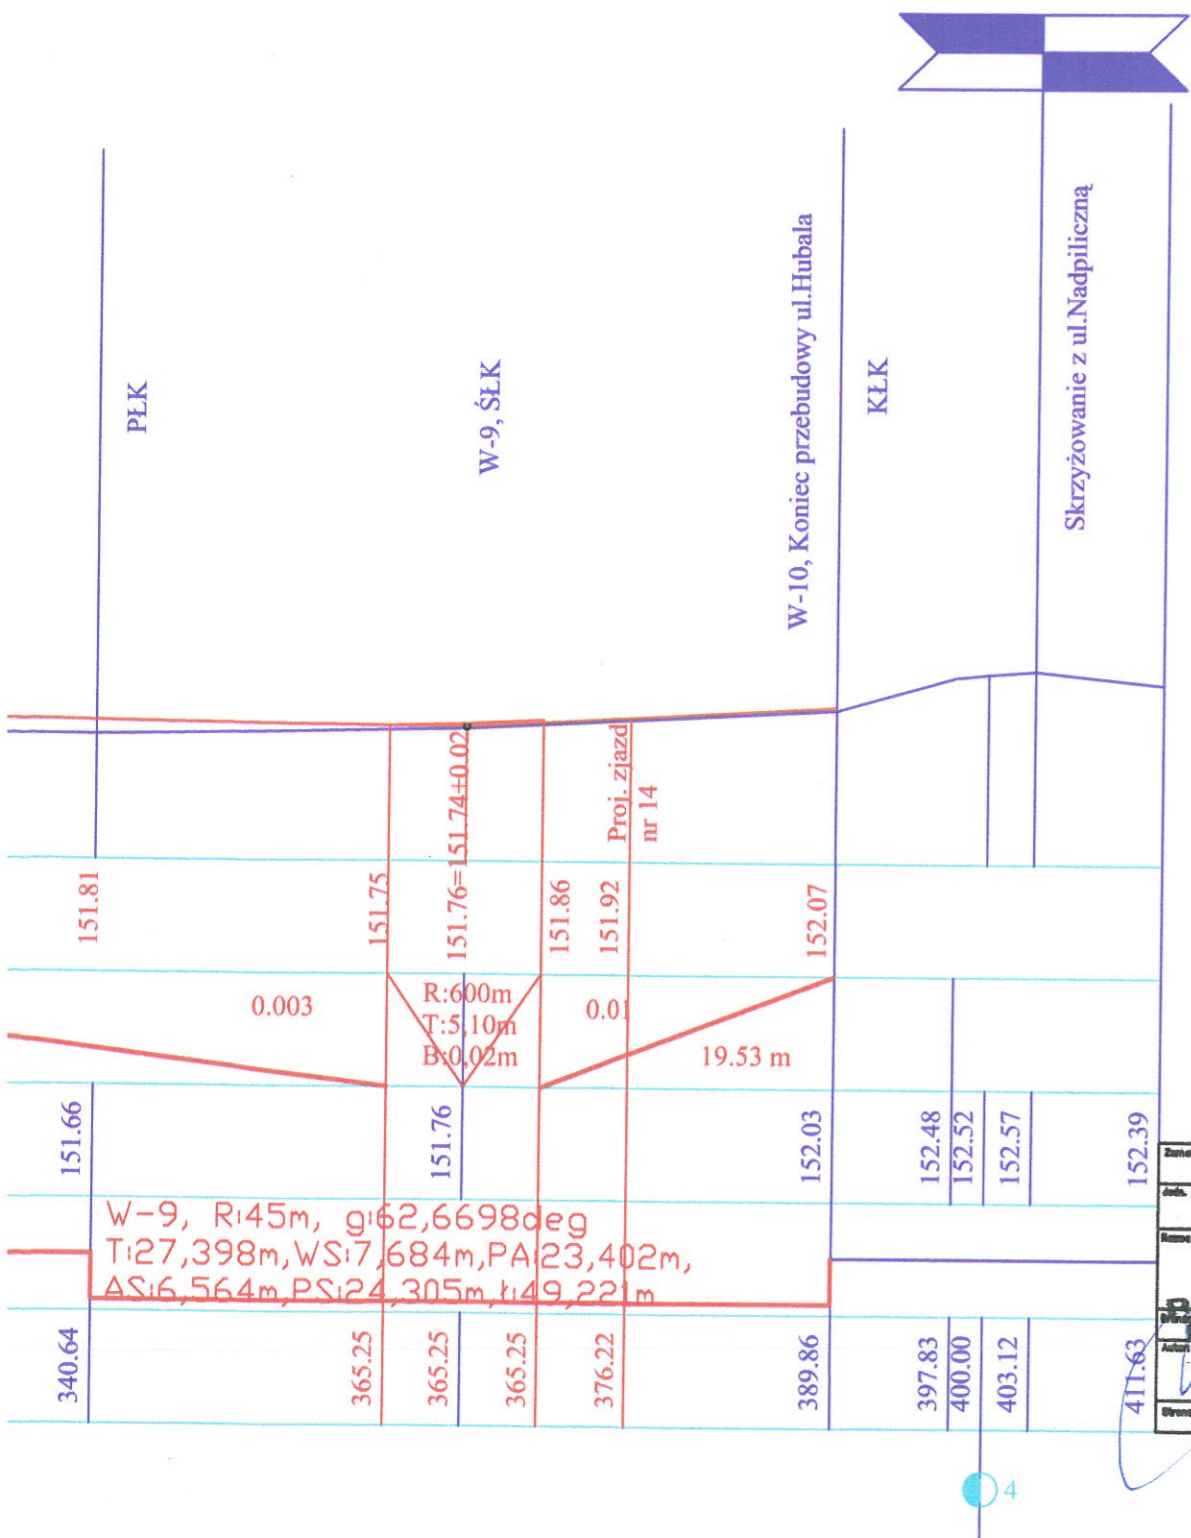 PŁK
W-9, ŚŁK
W-10, Koniec przebudowy ul.Hubala
KŁK
Skrzyżowanie z ul.Nadpiliczną
151.81
151.75
151.76=151.74+0.02
151.86
Proj. zjazd
nr 14
151.92
152.07
0.003
R:600m
T:5,10m
B:0,02m
0.01
19.53 m
151.66
151.76
152.03
152.48
152.52
152.57
152.39
W-9, R:45m, g:62,6698deg
T:27,398m,WS:7,684m,PA:23,402m,
AS:6,564m,PS:24,305m,ł:49,221m
340.64
365.25
365.25
365.25
376.22
389.86
397.83
400.00
403.12
411.63
4